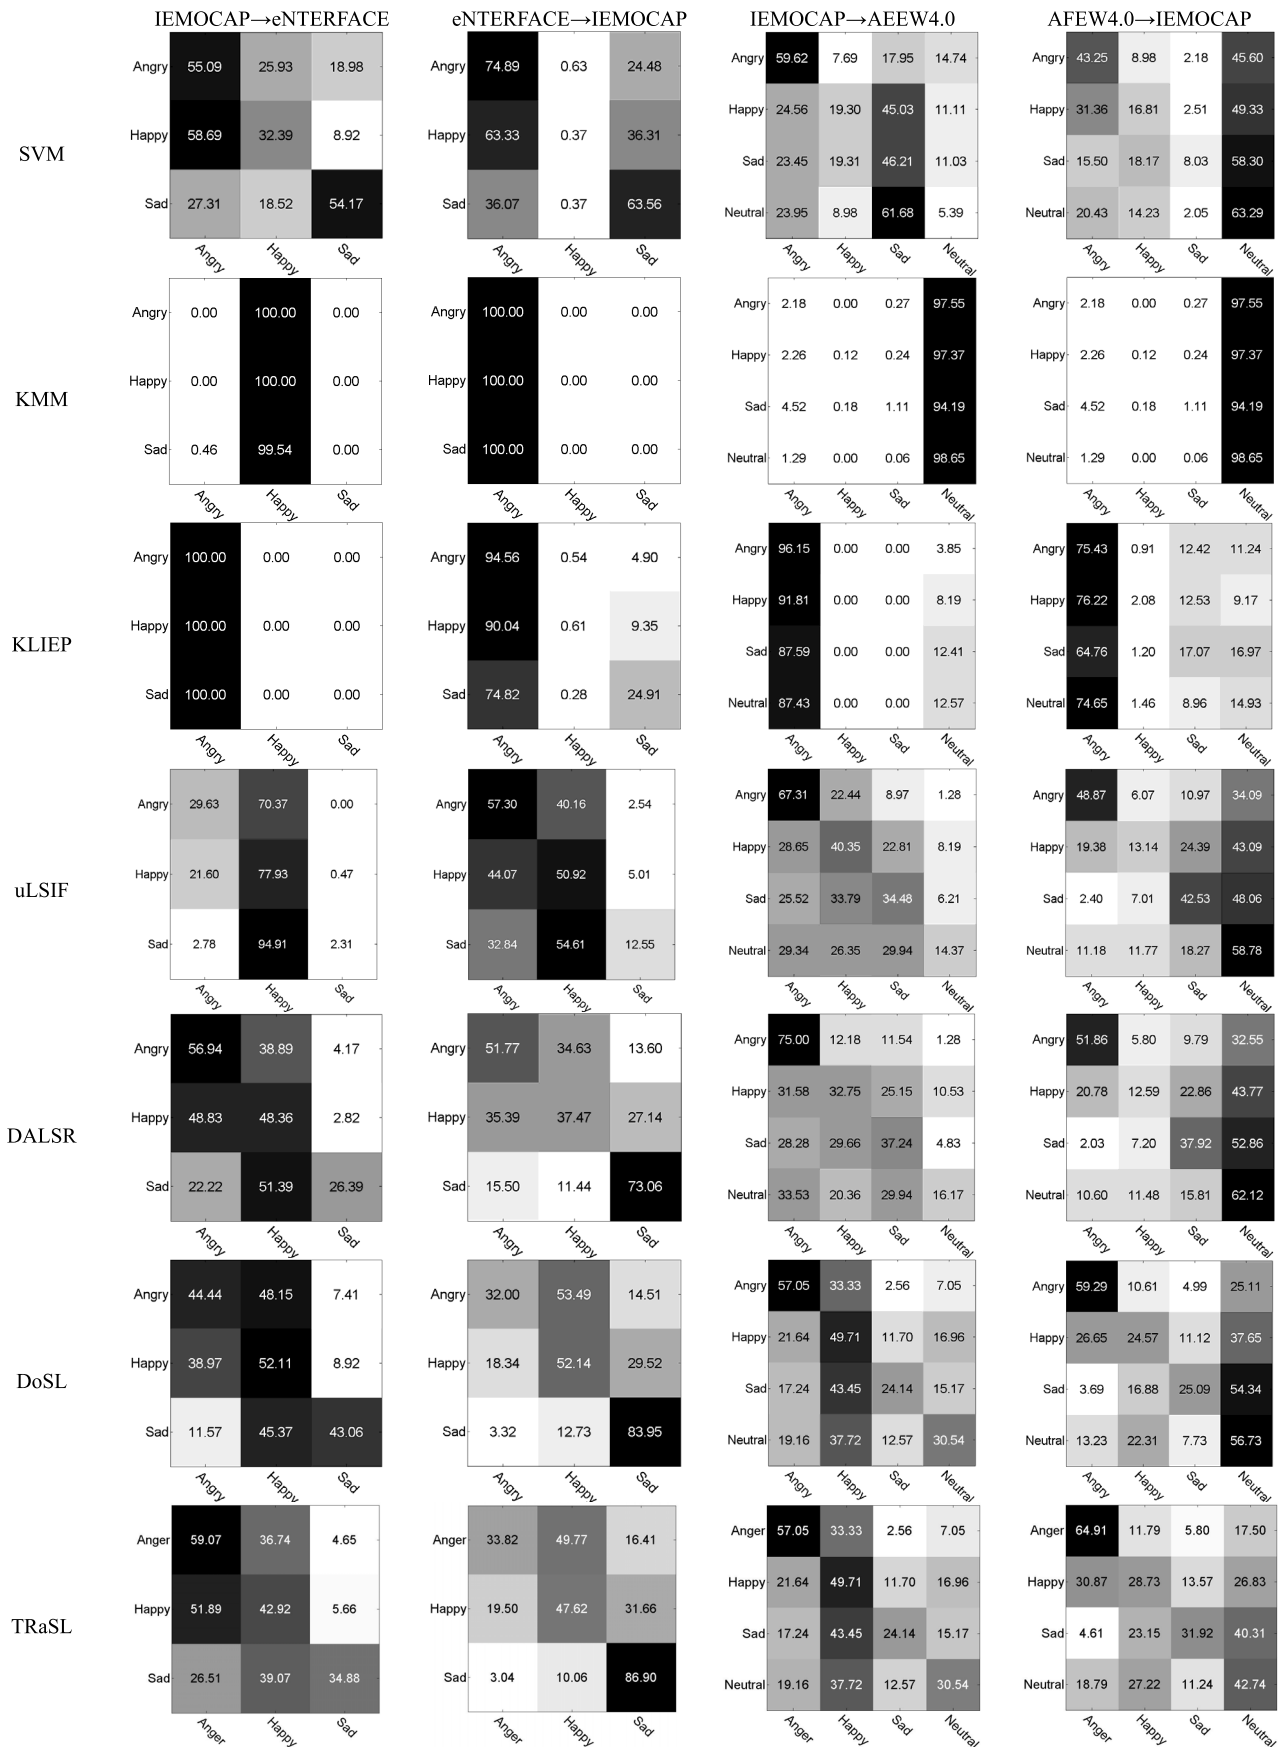 IEMOCAP→eNTERFACE eNTERFACE→IEMOCAP IEMOCAP→AEEW4.0 AFEW4.0→IEMOCAP
SVM
Angry 55.09 25.93 18.98 Angry 74.89 0.63 24.48 Angry 59.62 7.69 17.95 14.74 Angry 43.25 8.98 2.18 45.60
Happy 58.69 32.39 8.92 Happy 63.33 0.37 36.31 Happy 24.56 19.30 45.03 11.11 Happy 31.36 16.81 2.51 49.33
Sad 27.31 18.52 54.17 Sad 36.07 0.37 63.56 Sad 23.45 19.31 46.21 11.03 Sad 15.50 18.17 8.03 58.30
Neutral 23.95 8.98 61.68 5.39 Neutral 20.43 14.23 2.05 63.29
Angry Happy Sad Angry Happy Sad Angry Happy Sad Neutral Angry Happy Sad Neutral
KMM
Angry 0.00 100.00 0.00 Angry 100.00 0.00 0.00 Angry 2.18 0.00 0.27 97.55 Angry 2.18 0.00 0.27 97.55
Happy 0.00 100.00 0.00 Happy 100.00 0.00 0.00 Happy 2.26 0.12 0.24 97.37 Happy 2.26 0.12 0.24 97.37
Sad 0.46 99.54 0.00 Sad 100.00 0.00 0.00 Sad 4.52 0.18 1.11 94.19 Sad 4.52 0.18 1.11 94.19
Neutral 1.29 0.00 0.06 98.65 Neutral 1.29 0.00 0.06 98.65
Angry Happy Sad Angry Happy Sad Angry Happy Sad Neutral Angry Happy Sad Neutral
KLIEP
Angry 100.00 0.00 0.00 Angry 94.56 0.54 4.90 Angry 96.15 0.00 0.00 3.85 Angry 75.43 0.91 12.42 11.24
Happy 100.00 0.00 0.00 Happy 90.04 0.61 9.35 Happy 91.81 0.00 0.00 8.19 Happy 76.22 2.08 12.53 9.17
Sad 100.00 0.00 0.00 Sad 74.82 0.28 24.91 Sad 87.59 0.00 0.00 12.41 Sad 64.76 1.20 17.07 16.97
Neutral 87.43 0.00 0.00 12.57 Neutral 74.65 1.46 8.96 14.93
Angry Happy Sad Angry Happy Sad Angry Happy Sad Neutral Angry Happy Sad Neutral
uLSIF
Angry 29.63 70.37 0.00 Angry 57.30 40.16 2.54 Angry 67.31 22.44 8.97 1.28 Angry 48.87 6.07 10.97 34.09
Happy 21.60 77.93 0.47 Happy 44.07 50.92 5.01 Happy 28.65 40.35 22.81 8.19 Happy 19.38 13.14 24.39 43.09
Sad 2.78 94.91 2.31 Sad 32.84 54.61 12.55 Sad 25.52 33.79 34.48 6.21 Sad 2.40 7.01 42.53 48.06
Neutral 29.34 26.35 29.94 14.37 Neutral 11.18 11.77 18.27 58.78
Angry Happy Sad Angry Happy Sad Angry Happy Sad Neutral Angry Happy Sad Neutral
DALSR
Angry 56.94 38.89 4.17 Angry 51.77 34.63 13.60 Angry 75.00 12.18 11.54 1.28 Angry 51.86 5.80 9.79 32.55
Happy 48.83 48.36 2.82 Happy 35.39 37.47 27.14 Happy 31.58 32.75 25.15 10.53 Happy 20.78 12.59 22.86 43.77
Sad 22.22 51.39 26.39 Sad 15.50 11.44 73.06 Sad 28.28 29.66 37.24 4.83 Sad 2.03 7.20 37.92 52.86
Neutral 33.53 20.36 29.94 16.17 Neutral 10.60 11.48 15.81 62.12
Angry Happy Sad Angry Happy Sad Angry Happy Sad Neutral Angry Happy Sad Neutral
DoSL
Angry 44.44 48.15 7.41 Angry 32.00 53.49 14.51 Angry 57.05 33.33 2.56 7.05 Angry 59.29 10.61 4.99 25.11
Happy 38.97 52.11 8.92 Happy 18.34 52.14 29.52 Happy 21.64 49.71 11.70 16.96 Happy 26.65 24.57 11.12 37.65
Sad 11.57 45.37 43.06 Sad 3.32 12.73 83.95 Sad 17.24 43.45 24.14 15.17 Sad 3.69 16.88 25.09 54.34
Neutral 19.16 37.72 12.57 30.54 Neutral 13.23 22.31 7.73 56.73
Angry Happy Sad Angry Happy Sad Angry Happy Sad Neutral Angry Happy Sad Neutral
TRaSL
Anger 59.07 36.74 4.65 Anger 33.82 49.77 16.41 Anger 57.05 33.33 2.56 7.05 Anger 64.91 11.79 5.80 17.50
Happy 51.89 42.92 5.66 Happy 19.50 47.62 31.66 Happy 21.64 49.71 11.70 16.96 Happy 30.87 28.73 13.57 26.83
Sad 26.51 39.07 34.88 Sad 3.04 10.06 86.90 Sad 17.24 43.45 24.14 15.17 Sad 4.61 23.15 31.92 40.31
Neutral 19.16 37.72 12.57 30.54 Neutral 18.79 27.22 11.24 42.74
Anger Happy Sad Anger Happy Sad Anger Happy Sad Neutral Anger Happy Sad Neutral